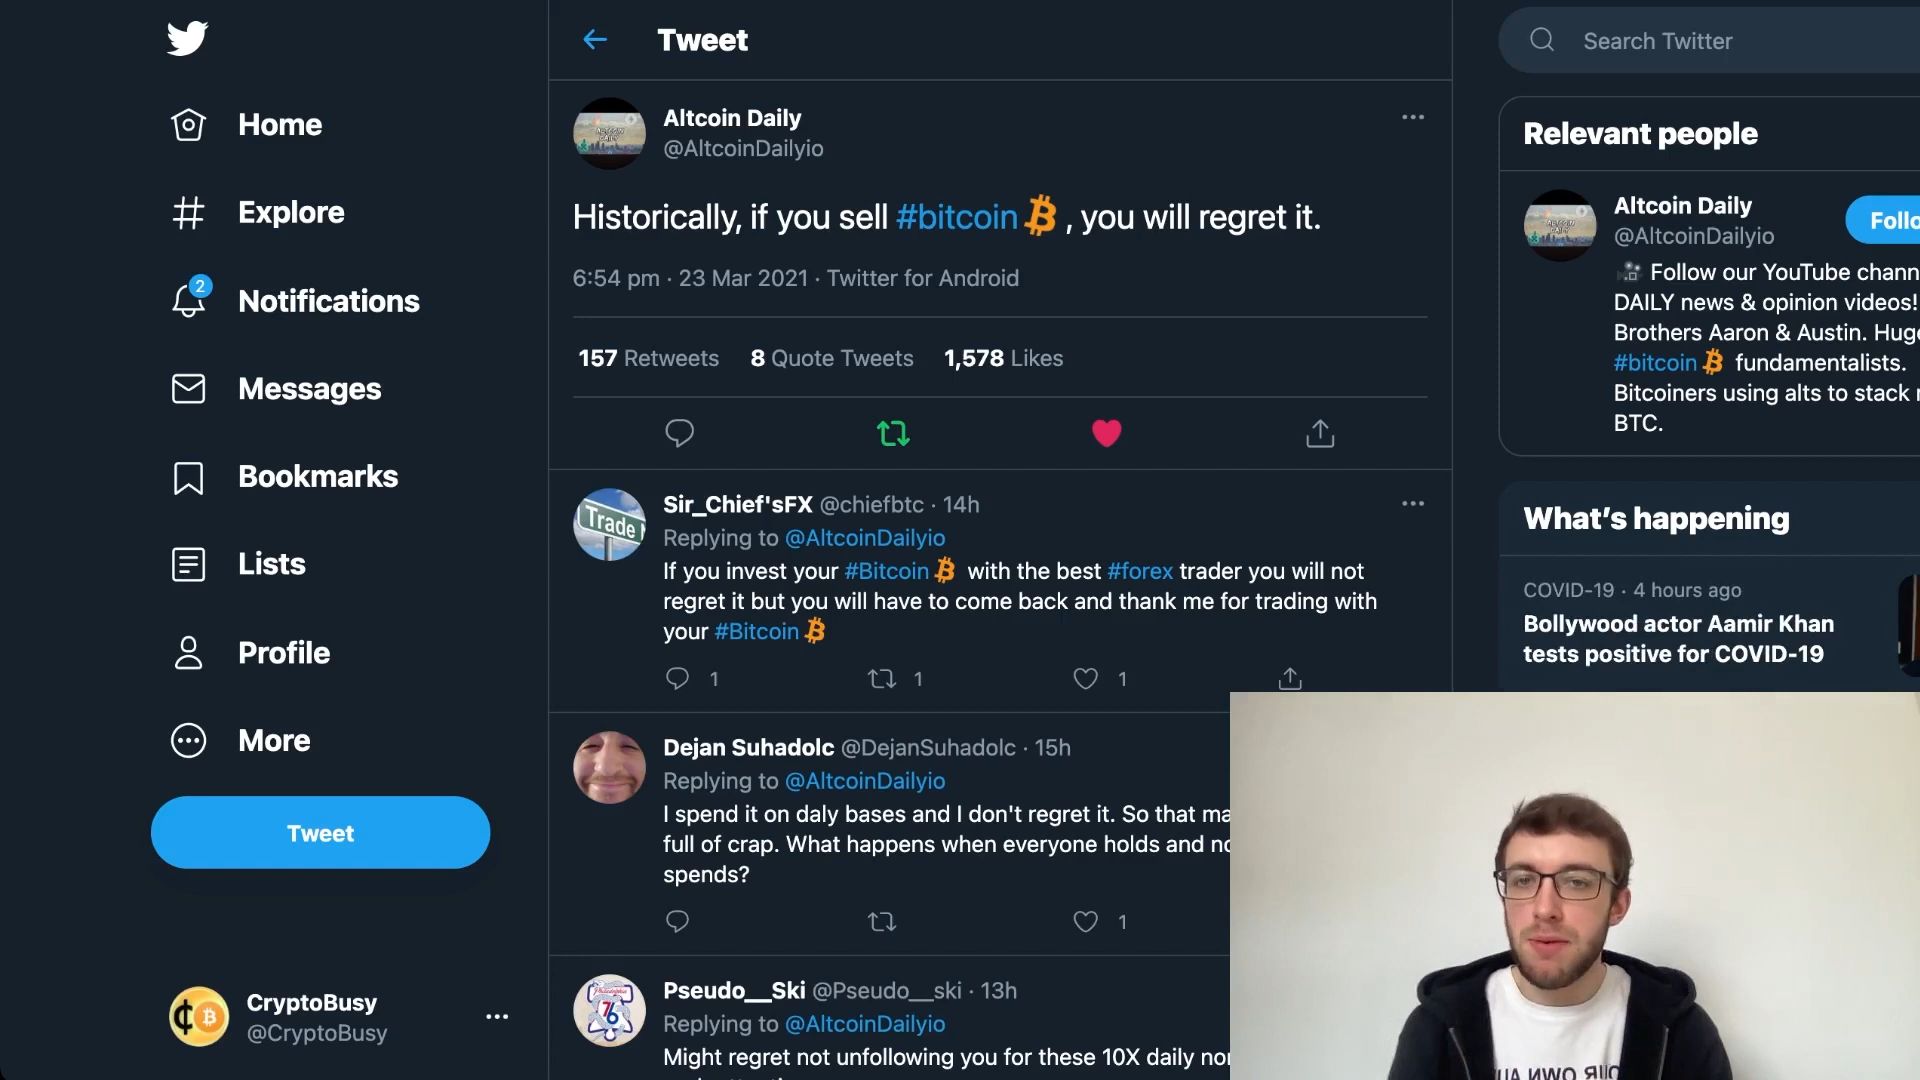 Home
Explore
2
Notifications
Messages
Bookmarks
Lists
Profile
More
Tweet
CryptoBusy
@CryptoBusy
Tweet
Altcoin Daily
@AltcoinDailyio
Historically, if you sell #bitcoin , you will regret it.
6:54 pm · 23 Mar 2021 · Twitter for Android
157 Retweets 8 Quote Tweets 1,578 Likes
Sir_Chief'sFX @chiefbtc · 14h
Replying to @AltcoinDailyio
If you invest your #Bitcoin with the best #forex trader you will not
regret it but you will have to come back and thank me for trading with
your #Bitcoin
1 1 1
Dejan Suhadolc @DejanSuhadolc · 15h
Replying to @AltcoinDailyio
I spend it on daly bases and I don't regret it. So that ma
full of crap. What happens when everyone holds and no
spends?
1
Pseudo__Ski @Pseudo__ski · 13h
Replying to @AltcoinDailyio
Might regret not unfollowing you for these 10X daily
Search Twitter
Relevant people
Altcoin Daily
@AltcoinDailyio
Follo
Follow our YouTube chann
DAILY news & opinion videos!
Brothers Aaron & Austin. Huge
#bitcoin fundamentalists.
Bitcoiners using alts to stack
BTC.
What's happening
COVID-19 · 4 hours ago
Bollywood actor Aamir Khan
tests positive for COVID-19
Trade